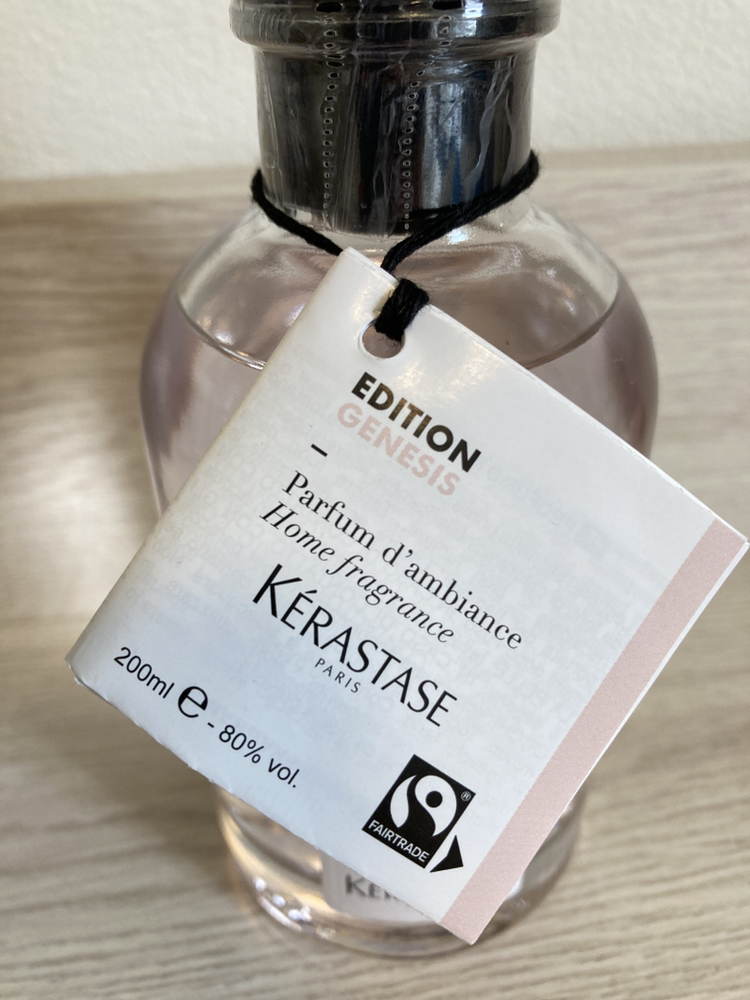 EDITION
GENESIS
–
Parfum d'ambiance
Home fragrance
KÉRASTASE
PARIS
200ml e - 80% vol.
FAIRTRADE
®